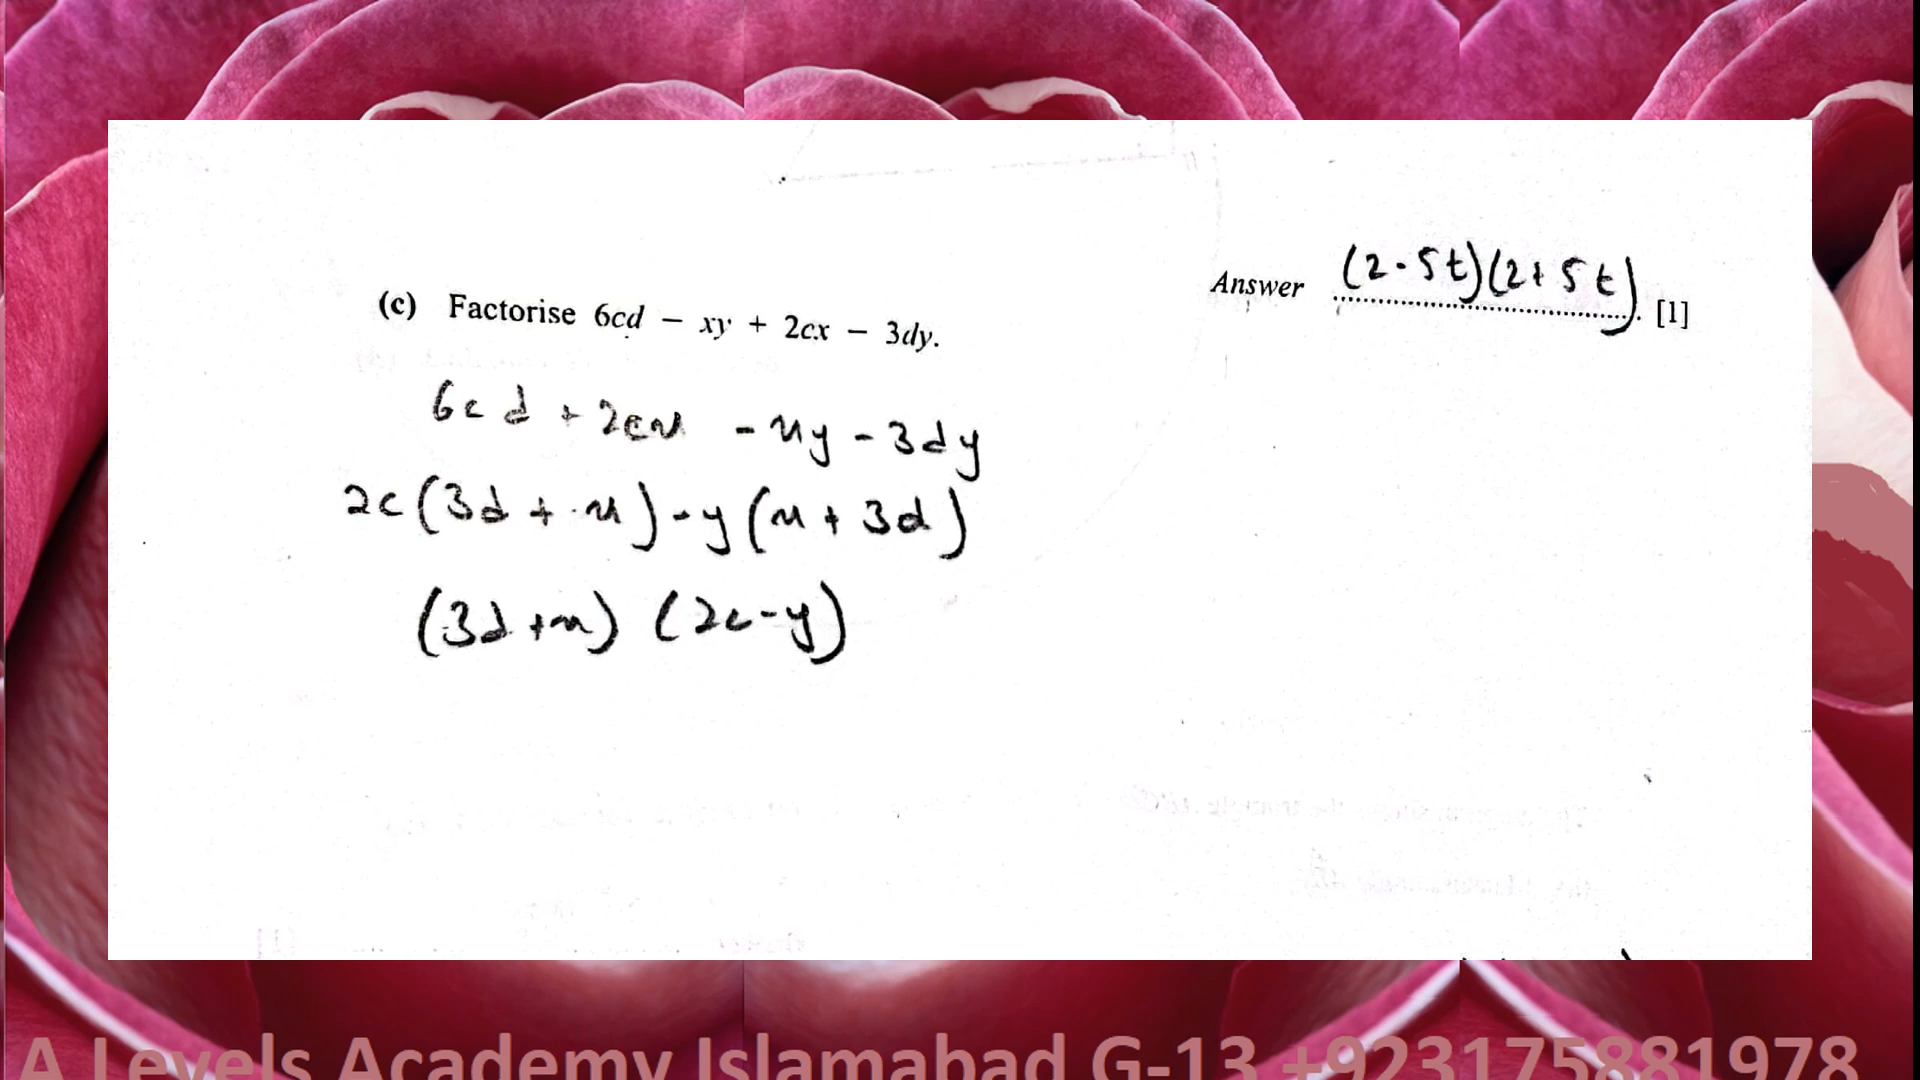 Answer (2-5t)(2+5t) [1]
(c) Factorise 6cd − xy + 2cx − 3dy.
6cd + 2cx - xy - 3dy
2c(3d + x) - y(x + 3d)
(3d + x) (2c - y)
A Levels Academy Islamabad G-13 +923175881978